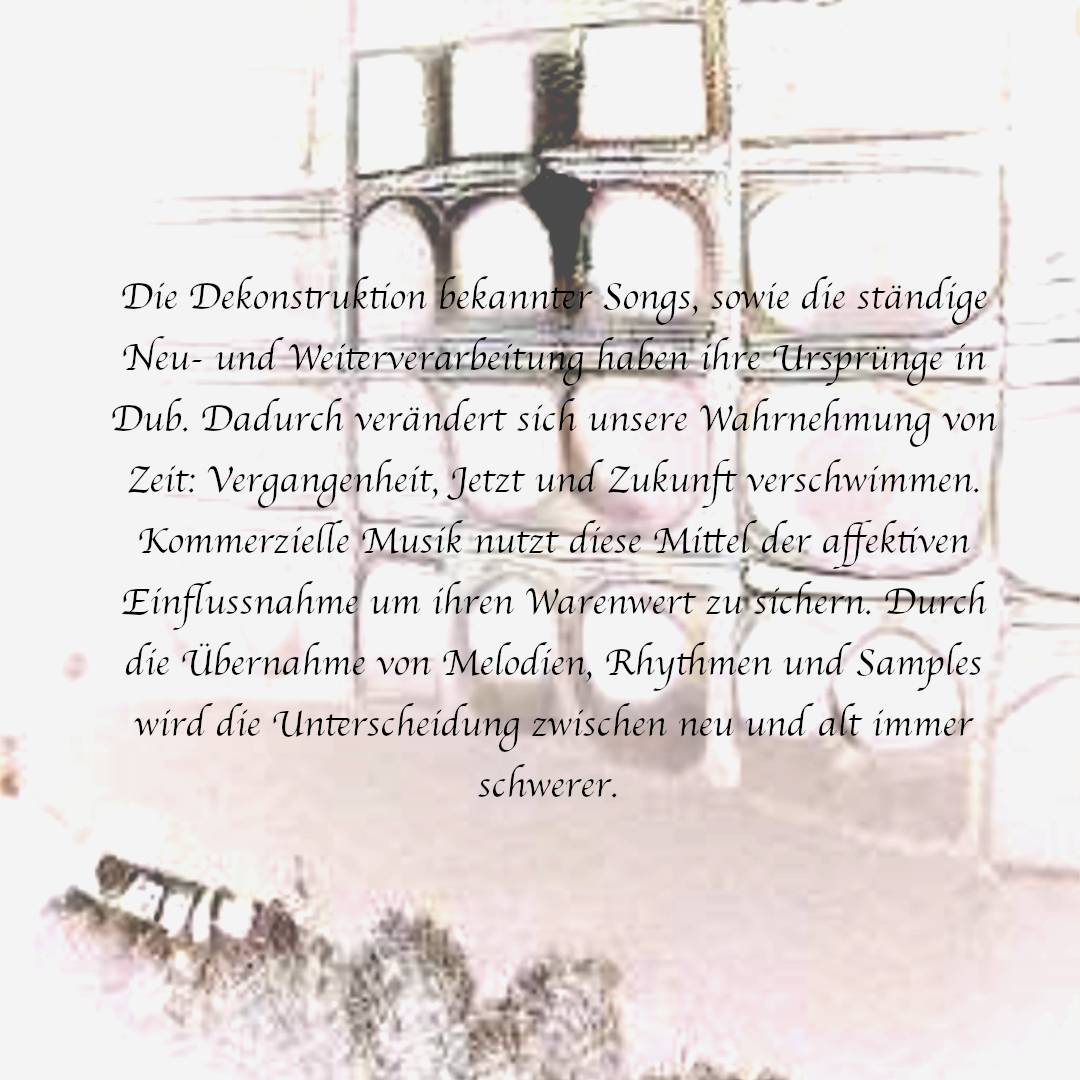 Die Dekonstruktion bekannter Songs, sowie die ständige
Neu- und Weiterverarbeitung haben ihre Ursprünge in
Dub. Dadurch verändert sich unsere Wahrnehmung von
Zeit: Vergangenheit, Jetzt und Zukunft verschwimmen.
Kommerzielle Musik nutzt diese Mittel der affektiven
Einflussnahme um ihren Warenwert zu sichern. Durch
die Übernahme von Melodien, Rhythmen und Samples
wird die Unterscheidung zwischen neu und alt immer
schwerer.